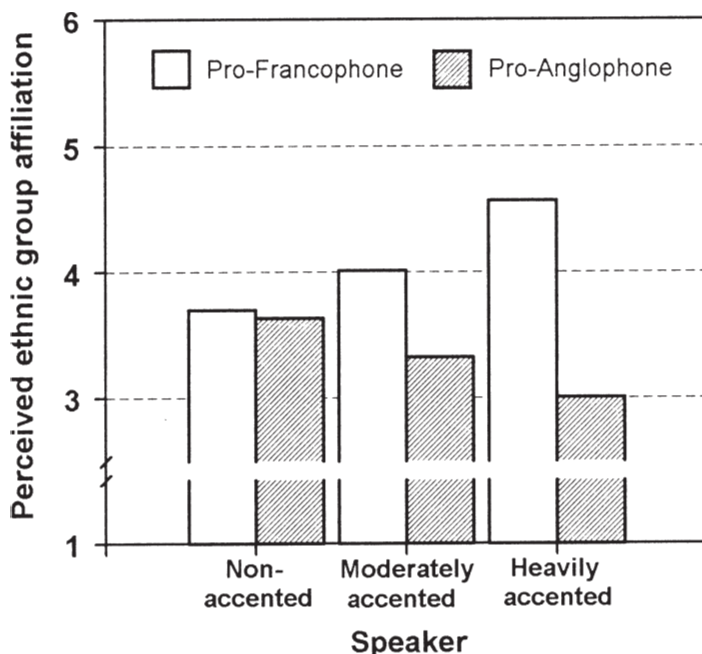 Perceived ethnic group affiliation
6
5
4
3
1
Pro-Francophone
Pro-Anglophone
Non-
accented
Moderately
accented
Heavily
accented
Speaker